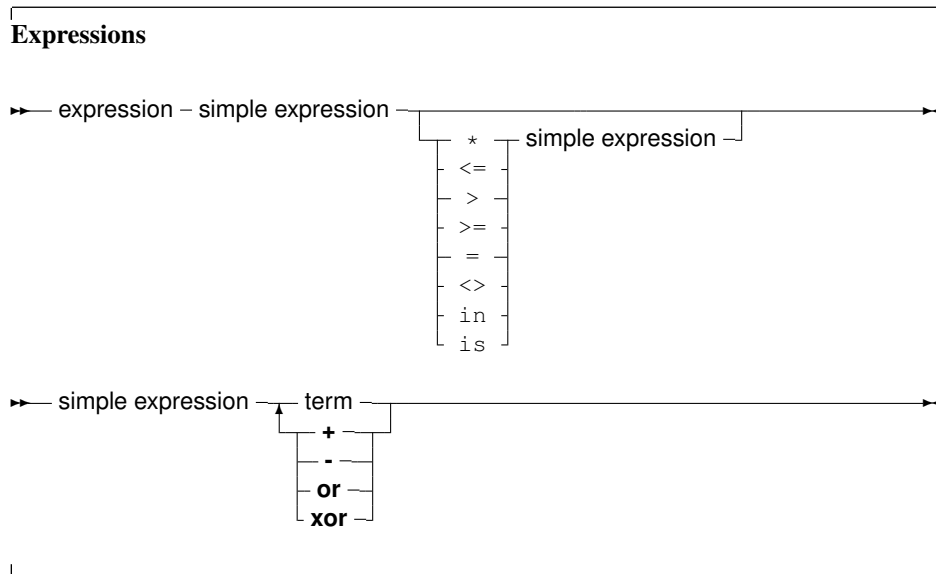 Expressions
expression simple expression
* simple expression
<=
>
>=
=
<>
in
is
simple expression term
+
-
or
xor